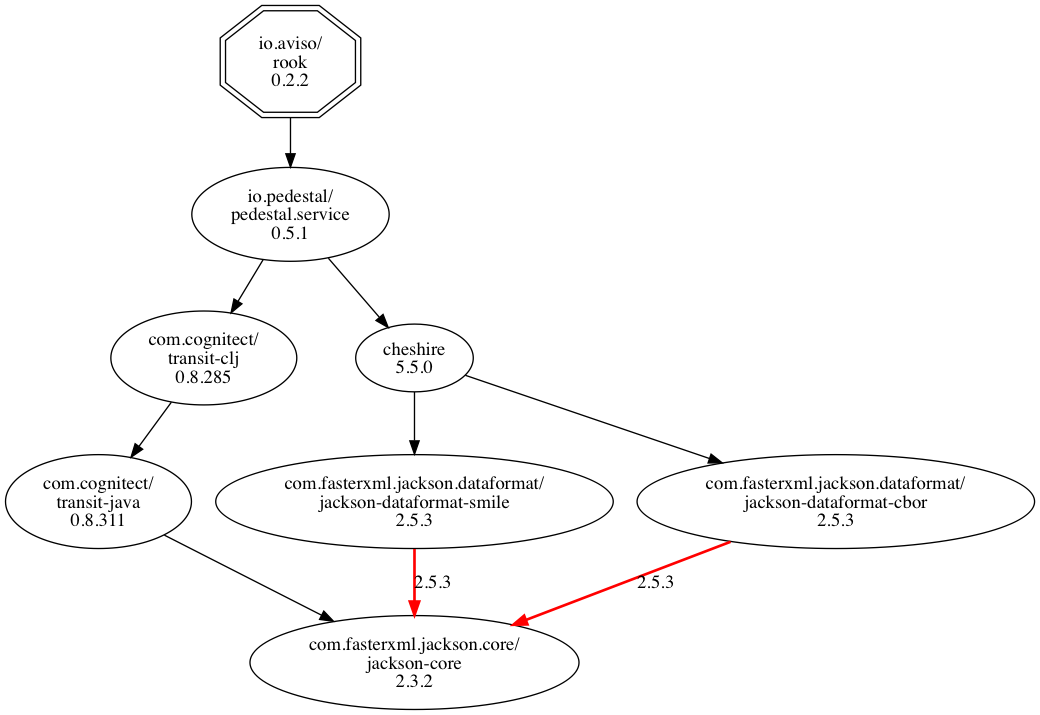 io.aviso/
rook
0.2.2
io.pedestal/
pedestal.service
0.5.1
com.cognitect/
transit-clj
0.8.285
cheshire
5.5.0
com.cognitect/
transit-java
0.8.311
com.fasterxml.jackson.dataformat/
jackson-dataformat-smile
2.5.3
com.fasterxml.jackson.dataformat/
jackson-dataformat-cbor
2.5.3
2.5.3
2.5.3
com.fasterxml.jackson.core/
jackson-core
2.3.2